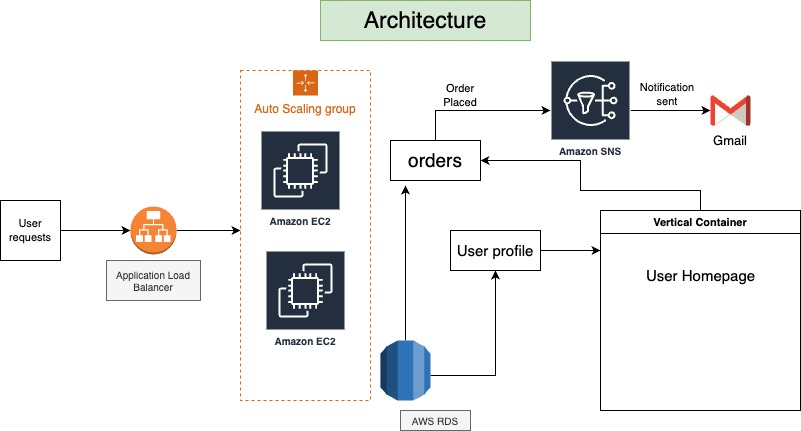 Architecture
Order
Placed
Notification
sent
Auto Scaling group
Gmail
Amazon SNS
orders
User
requests
Amazon EC2
Vertical Container
User profile
Application Load
Balancer
User Homepage
Amazon EC2
AWS RDS